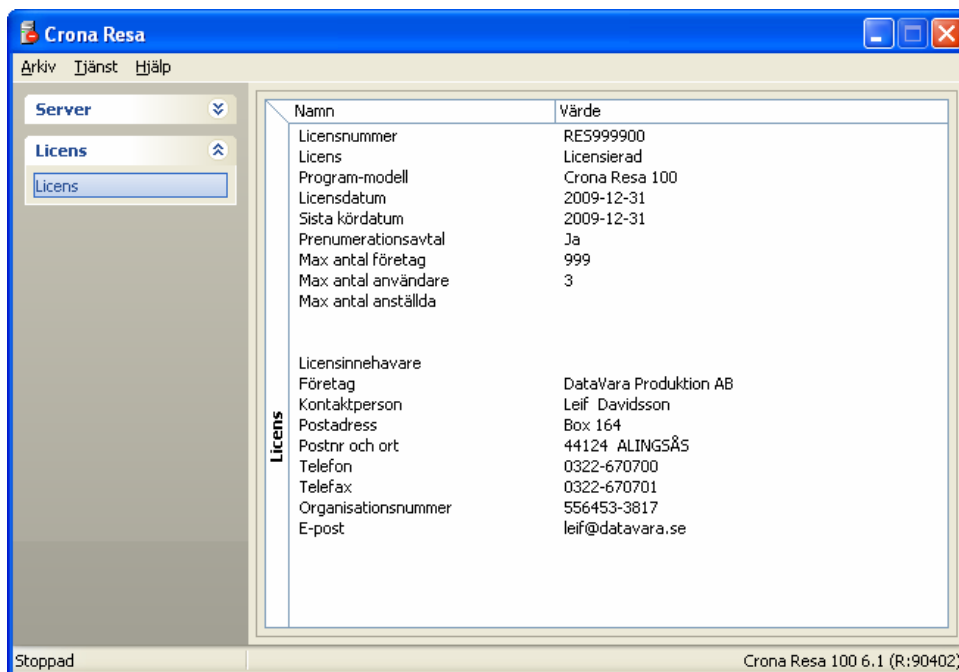 Crona Resa
Arkiv Tjänst Hjälp
Server
Licens
Licens
Namn Värde
Licensnummer RES999900
Licens Licensierad
Program-modell Crona Resa 100
Licensdatum 2009-12-31
Sista kördatum 2009-12-31
Prenumerationsavtal Ja
Max antal företag 999
Max antal användare 3
Max antal anställda
Licensinnehavare
Företag DataVara Produktion AB
Kontaktperson Leif Davidsson
Postadress Box 164
Postnr och ort 44124 ALINGSÅS
Telefon 0322-670700
Telefax 0322-670701
Organisationsnummer 556453-3817
E-post leif@datavara.se
Licens
Stoppad Crona Resa 100 6.1 (R:90402)